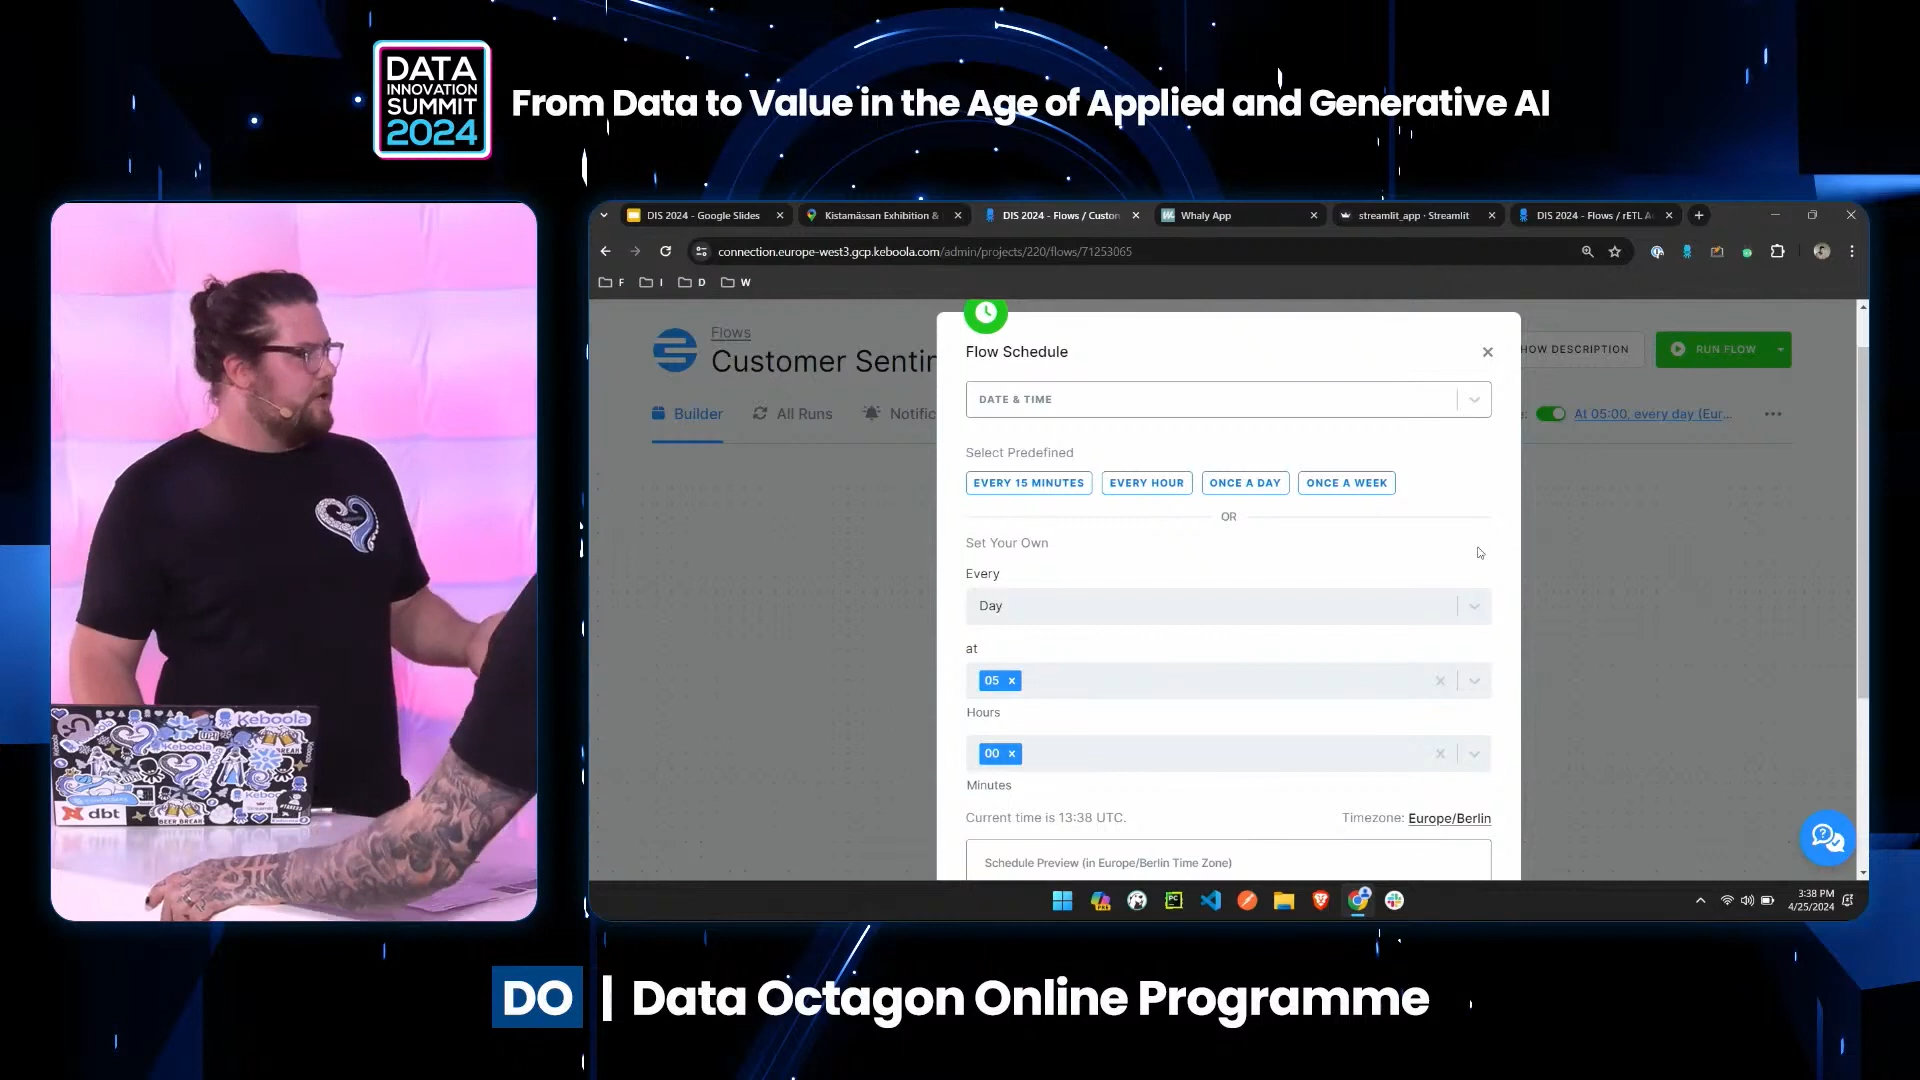 DATA
INNOVATION
SUMMIT
2024
From Data to Value in the Age of Applied and Generative AI
DIS 2024 - Google Slides
Kistamässan Exhibition &
DIS 2024 - Flows / Custon
Whaly App
streamlit_app · Streamlit
DIS 2024 - Flows / rETL A
connection.europe-west3.gcp.keboola.com/admin/projects/220/flows/71253065
F
I
D
W
Flows
Customer Sentin
HOW DESCRIPTION
RUN FLOW
Builder
All Runs
Notific
At 05:00, every day (Eur...
Flow Schedule
DATE & TIME
Select Predefined
EVERY 15 MINUTES
EVERY HOUR
ONCE A DAY
ONCE A WEEK
OR
Set Your Own
Every
Day
at
05
Hours
00
Minutes
Current time is 13:38 UTC.
Timezone: Europe/Berlin
Schedule Preview (in Europe/Berlin Time Zone)
3:38 PM
4/25/2024
Keboola
Keboola
UP!
dbt
BEER BREAK
DO | Data Octagon Online Programme